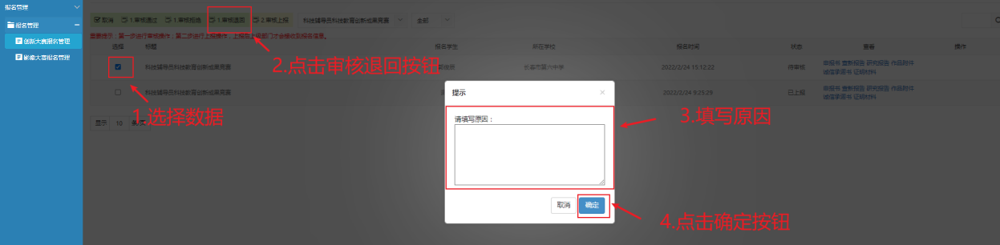 报名管理
报名管理
创新大赛报名管理
影像大赛报名管理
取消 1.审核通过 1.审核拒绝 1.审核退回 2.审核上报 科技辅导员科技教育创新成果竞赛 全部
重要提示：第一步进行审核操作；第二步进行上报操作，上报后上级部门才会接收到报名信息。
选择 标题 报名学生 所在学校 报名时间 状态 查看 操作
科技辅导员科技教育创新成果竞赛 长春市第六中学 2022/2/24 15:12:22 待审核 申报书 查新报告 研究报告 作品附件
诚信承诺书 证明材料
科技辅导员科技教育创新成果竞赛 2022/2/24 9:25:29 已上报 申报书 查新报告 研究报告 作品附件
诚信承诺书 证明材料
显示 10 条/页
1.选择数据
2.点击审核退回按钮
提示 ×
请填写原因：
3.填写原因
取消 确定
4.点击确定按钮